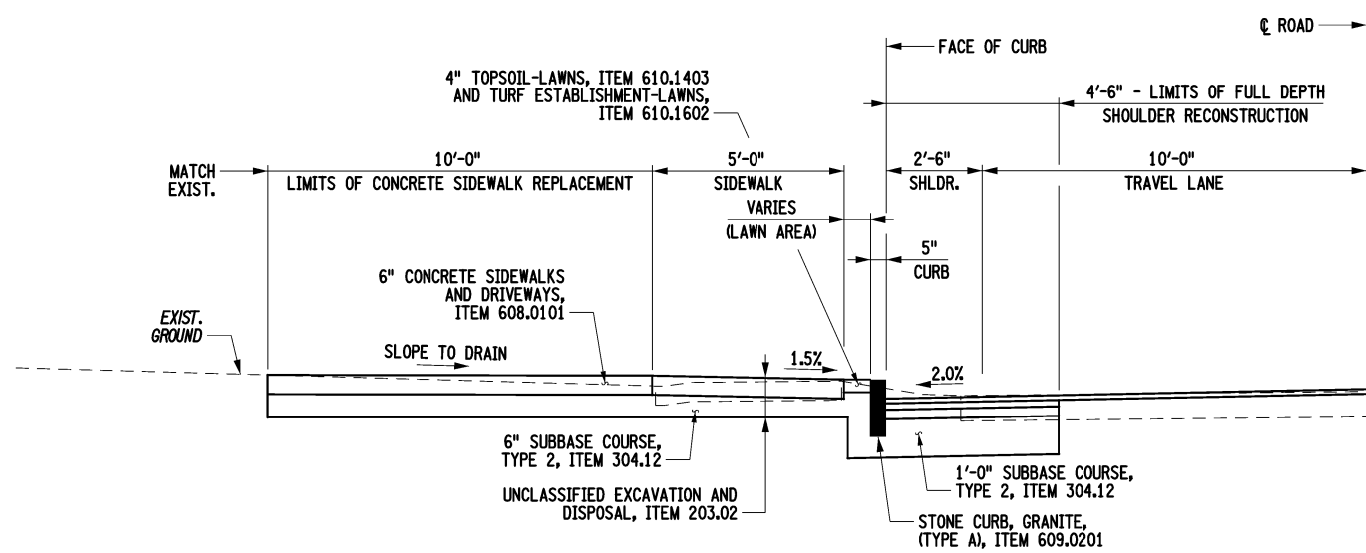 ℄ ROAD
FACE OF CURB
4" TOPSOIL-LAWNS, ITEM 610.1403
AND TURF ESTABLISHMENT-LAWNS,
ITEM 610.1602
4'-6" - LIMITS OF FULL DEPTH
SHOULDER RECONSTRUCTION
MATCH
EXIST.
10'-0"
LIMITS OF CONCRETE SIDEWALK REPLACEMENT
5'-0"
SIDEWALK
2'-6"
SHLDR.
10'-0"
TRAVEL LANE
VARIES
(LAWN AREA)
5"
CURB
6" CONCRETE SIDEWALKS
AND DRIVEWAYS,
ITEM 608.0101
EXIST.
GROUND
SLOPE TO DRAIN
1.5%
2.0%
6" SUBBASE COURSE,
TYPE 2, ITEM 304.12
1'-0" SUBBASE COURSE,
TYPE 2, ITEM 304.12
UNCLASSIFIED EXCAVATION AND
DISPOSAL, ITEM 203.02
STONE CURB, GRANITE,
(TYPE A), ITEM 609.0201